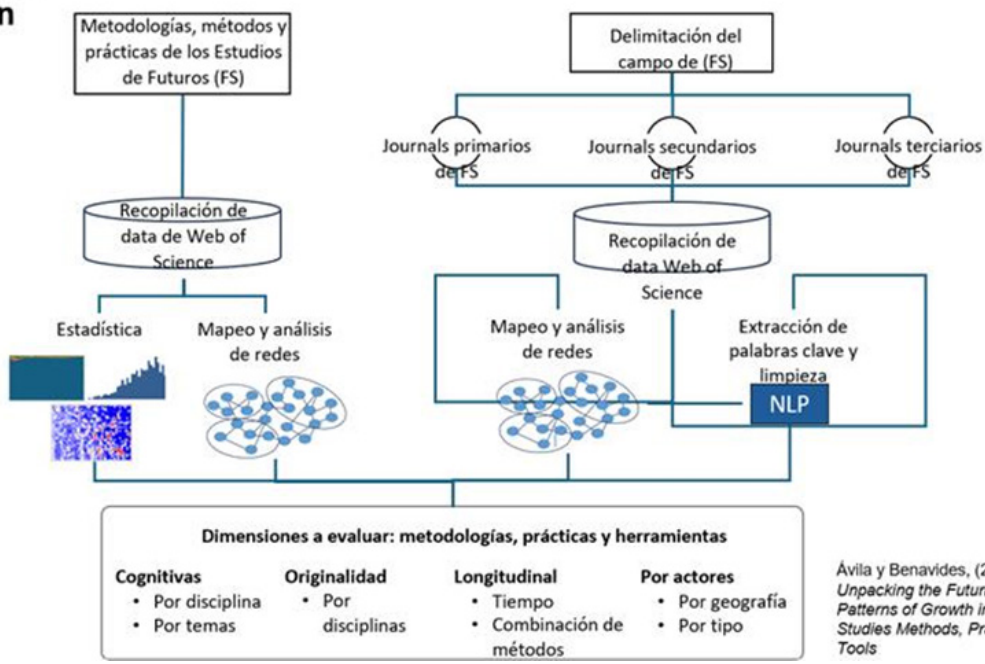 n
Metodologías, métodos y
prácticas de los Estudios
de Futuros (FS)
Delimitación del
campo de (FS)
Journals primarios
de FS
Journals secundarios
de FS
Journals terciarios
de FS
Recopilación de
data de Web of
Science
Recopilación de
data Web of
Science
Estadística
Mapeo y análisis
de redes
Mapeo y análisis
de redes
Extracción de
palabras clave y
limpieza
NLP
Dimensiones a evaluar: metodologías, prácticas y herramientas
Cognitivas
• Por disciplina
• Por temas
Originalidad
• Por
disciplinas
Longitudinal
• Tiempo
• Combinación de
métodos
Por actores
• Por geografía
• Por tipo
Ávila y Benavides, (2
Unpacking the Futur
Patterns of Growth in
Studies Methods, Pra
Tools